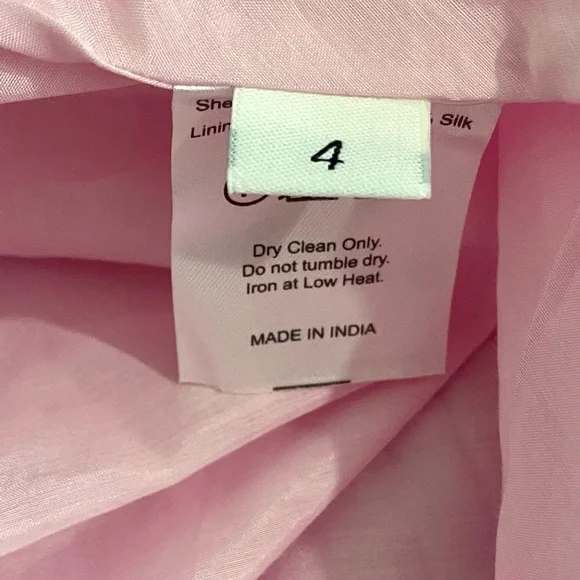 Silk
4
Dry Clean Only.
Do not tumble dry.
Iron at Low Heat.
MADE IN INDIA